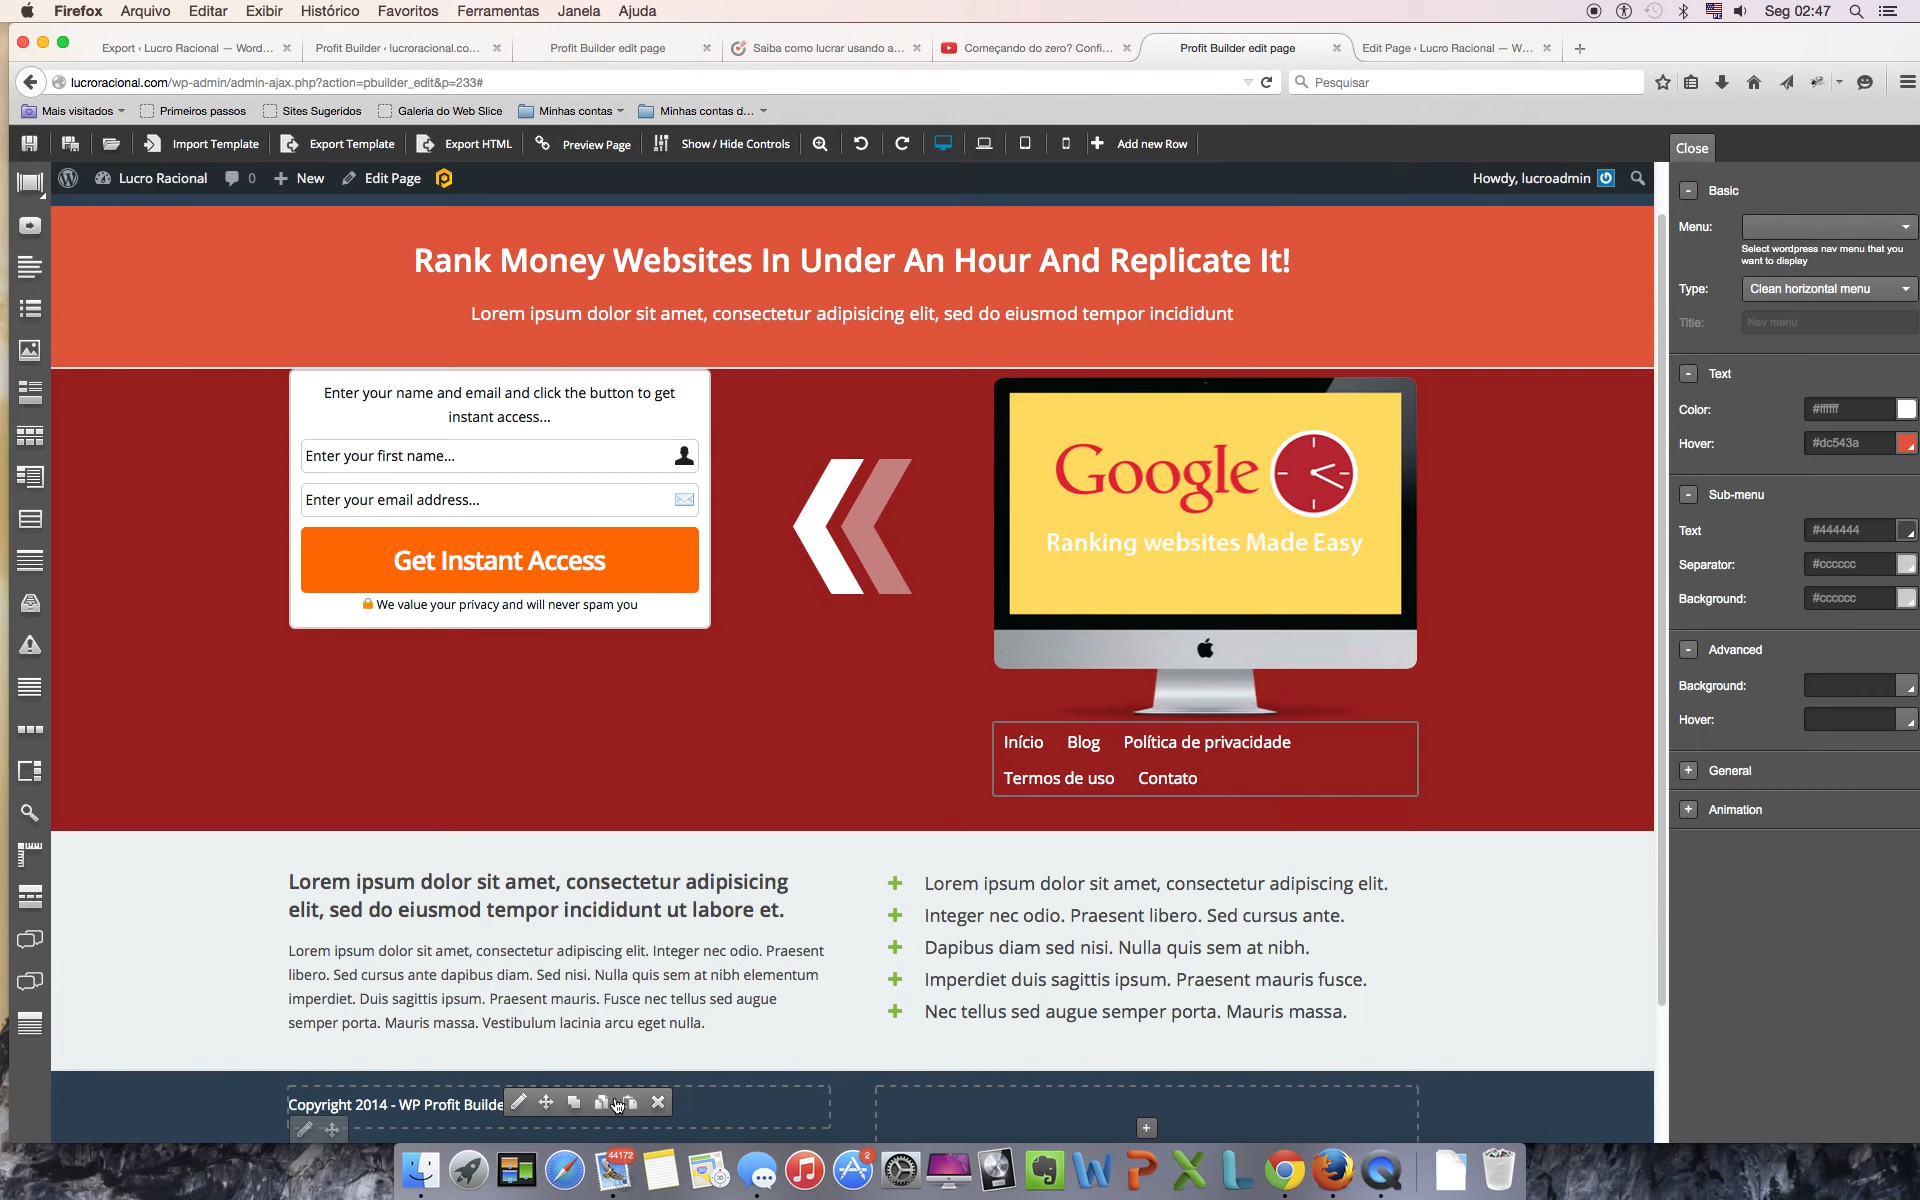 Firefox Arquivo Editar Exibir Histórico Favoritos Ferramentas Janela Ajuda Seg 02:47
Export ‹ Lucro Racional — Word... Profit Builder ‹ lucroracional.co... Profit Builder edit page Saiba como lucrar usando a... Começando do zero? Confi... Profit Builder edit page Edit Page ‹ Lucro Racional — W...
lucroracional.com/wp-admin/admin-ajax.php?action=pbuilder_edit&p=233# Pesquisar
Mais visitados Primeiros passos Sites Sugeridos Galeria do Web Slice Minhas contas Minhas contas d...
Import Template Export Template Export HTML Preview Page Show / Hide Controls Add new Row
Close
Lucro Racional 0 New Edit Page Howdy, lucroadmin
Basic
Menu:
Select wordpress nav menu that you
want to display
Type: Clean horizontal menu
Title: Nav menu
Text
Color: #ffffff
Hover: #dc543a
Sub-menu
Text #444444
Separator: #cccccc
Background: #cccccc
Advanced
Background:
Hover:
General
Animation
Rank Money Websites In Under An Hour And Replicate It!
Lorem ipsum dolor sit amet, consectetur adipisicing elit, sed do eiusmod tempor incididunt
Enter your name and email and click the button to get
instant access...
Enter your first name...
Enter your email address...
Get Instant Access
We value your privacy and will never spam you
Google
Ranking websites Made Easy
Início Blog Política de privacidade
Termos de uso Contato
Lorem ipsum dolor sit amet, consectetur adipisicing
elit, sed do eiusmod tempor incididunt ut labore et.
Lorem ipsum dolor sit amet, consectetur adipiscing elit. Integer nec odio. Praesent
libero. Sed cursus ante dapibus diam. Sed nisi. Nulla quis sem at nibh elementum
imperdiet. Duis sagittis ipsum. Praesent mauris. Fusce nec tellus sed augue
semper porta. Mauris massa. Vestibulum lacinia arcu eget nulla.
Lorem ipsum dolor sit amet, consectetur adipiscing elit.
Integer nec odio. Praesent libero. Sed cursus ante.
Dapibus diam sed nisi. Nulla quis sem at nibh.
Imperdiet duis sagittis ipsum. Praesent mauris fusce.
Nec tellus sed augue semper porta. Mauris massa.
Copyright 2014 - WP Profit Builde
44172
2